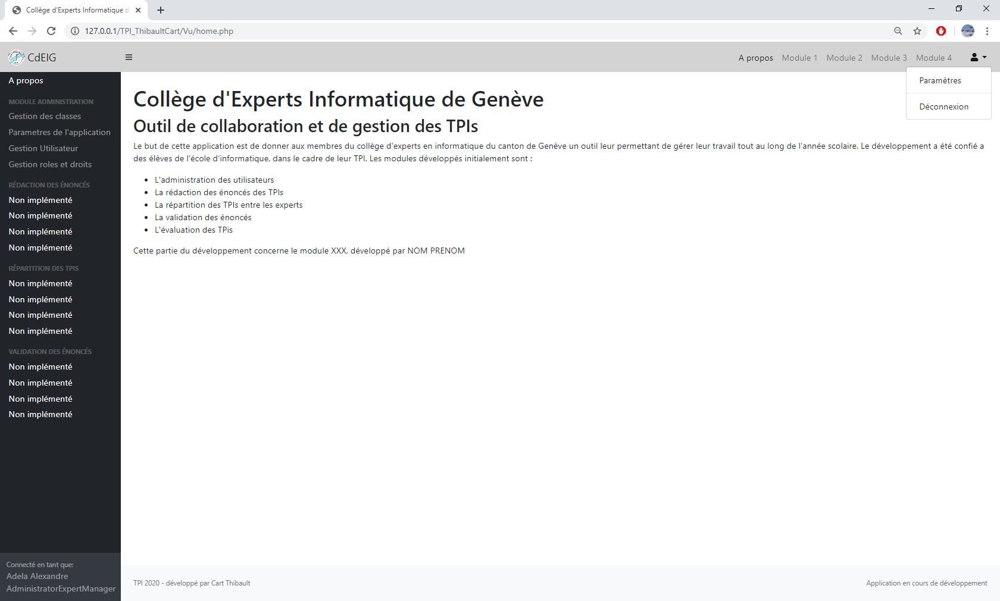 Collège d'Experts Informatique d
127.0.0.1/TPI_ThibaultCart/Vu/home.php
CdEIG
A propos
Module 1
Module 2
Module 3
Module 4
Paramètres
Déconnexion
A propos
MODULE ADMINISTRATION
Gestion des classes
Parametres de l'application
Gestion Utilisateur
Gestion roles et droits
RÉDACTION DES ÉNONCÉS
Non implémenté
Non implémenté
Non implémenté
Non implémenté
RÉPARTITION DES TPIS
Non implémenté
Non implémenté
Non implémenté
Non implémenté
VALIDATION DES ÉNONCÉS
Non implémenté
Non implémenté
Non implémenté
Non implémenté
Connecté en tant que:
Adela Alexandre
AdministratorExpertManager
Collège d'Experts Informatique de Genève
Outil de collaboration et de gestion des TPIs
Le but de cette application est de donner aux membres du collège d'experts en informatique du canton de Genève un outil leur permettant de gérer leur travail tout au long de l'année scolaire. Le développement a été confié a
des élèves de l'école d'informatique, dans le cadre de leur TPI. Les modules développés initialement sont :
• L'administration des utilisateurs
• La rédaction des énoncés des TPIs
• La répartition des TPIs entre les experts
• La validation des énoncés
• L'évaluation des TPis
Cette partie du développement concerne le module XXX, développé par NOM PRENOM
TPI 2020 - développé par Cart Thibault
Application en cours de développement